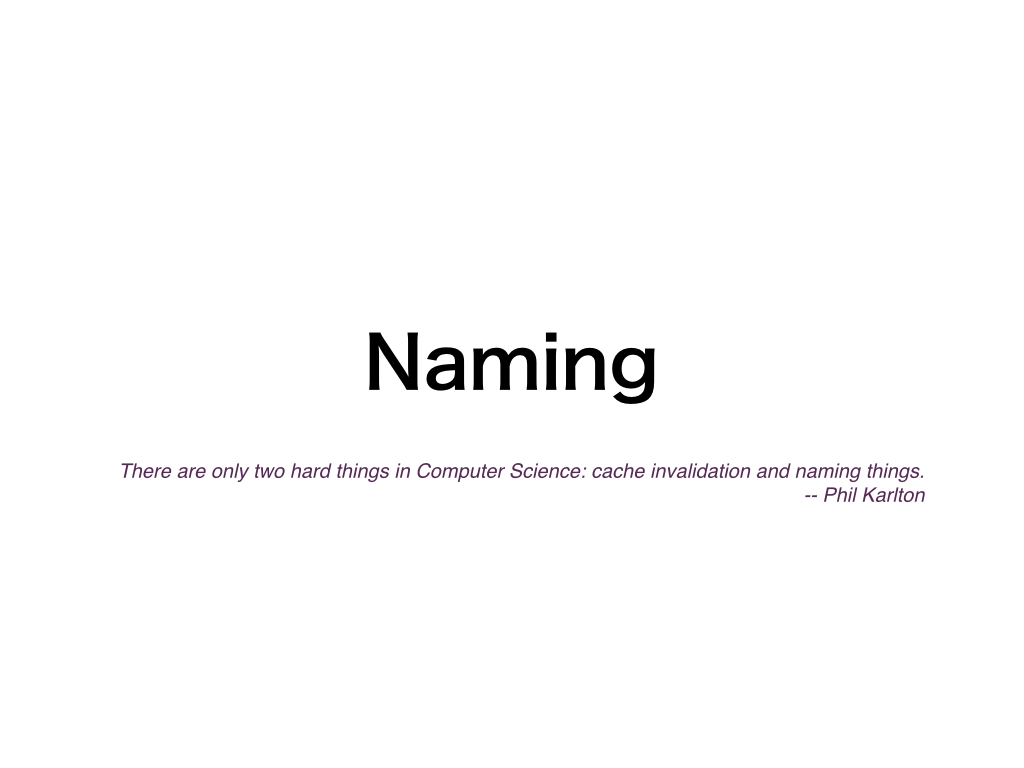 Naming
There are only two hard things in Computer Science: cache invalidation and naming things.
-- Phil Karlton